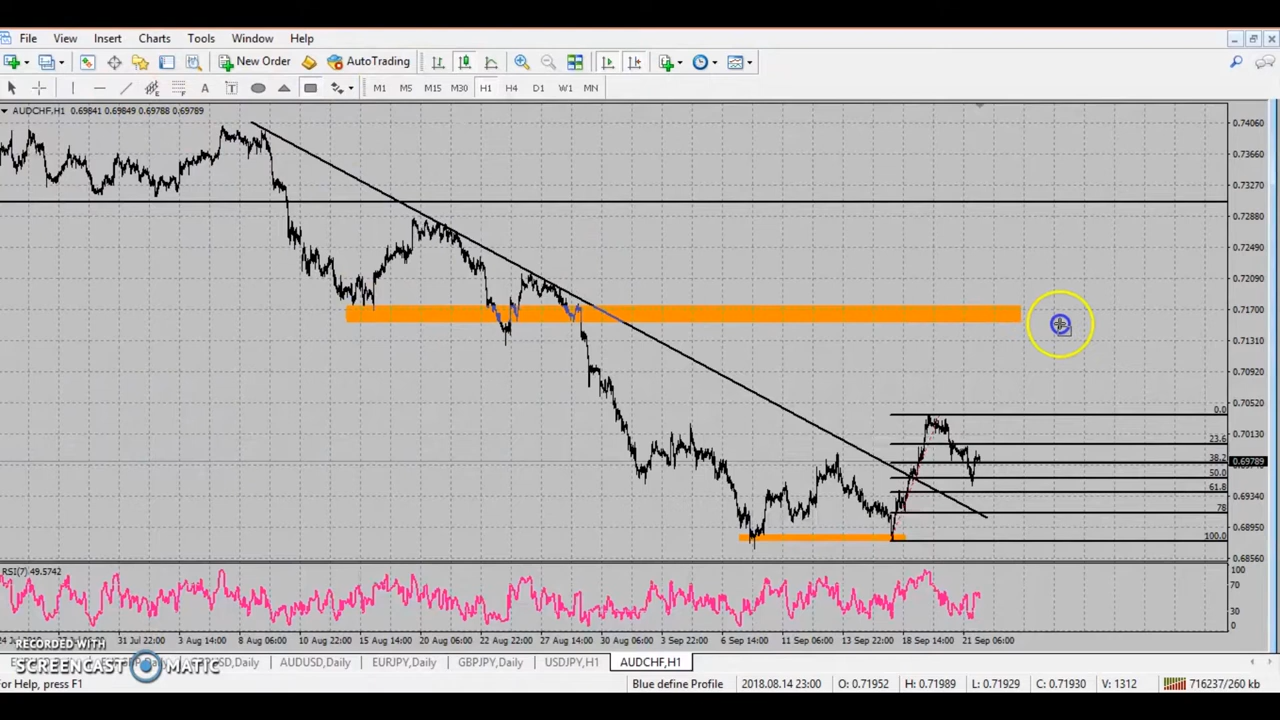 File View Insert Charts Tools Window Help
New Order AutoTrading
A T M1 M5 M15 M30 H1 H4 D1 W1 MN
AUDCHF,H1 0.69841 0.69849 0.69788 0.69789
0.74060
0.73660
0.73270
0.72880
0.72490
0.72090
0.71700
0.71310
0.70920
0.70520
0.0
0.70130
23.6
38.2
0.69789
50.0
61.8
0.69340
78
0.68950
100.0
0.68560
RSI(7) 49.5742
100
70
30
0
31 Jul 22:00 3 Aug 14:00 8 Aug 06:00 10 Aug 22:00 15 Aug 14:00 20 Aug 06:00 22 Aug 22:00 27 Aug 14:00 30 Aug 06:00 3 Sep 22:00 6 Sep 14:00 11 Sep 06:00 13 Sep 22:00 18 Sep 14:00 21 Sep 06:00
RECORDED WITH
SCREENCAST MATIC
AUDUSD,Daily EURJPY,Daily GBPJPY,Daily USDJPY,H1 AUDCHF,H1
For Help, press F1 Blue define Profile 2018.08.14 23:00 O: 0.71952 H: 0.71989 L: 0.71929 C: 0.71930 V: 1312 716237/260 kb